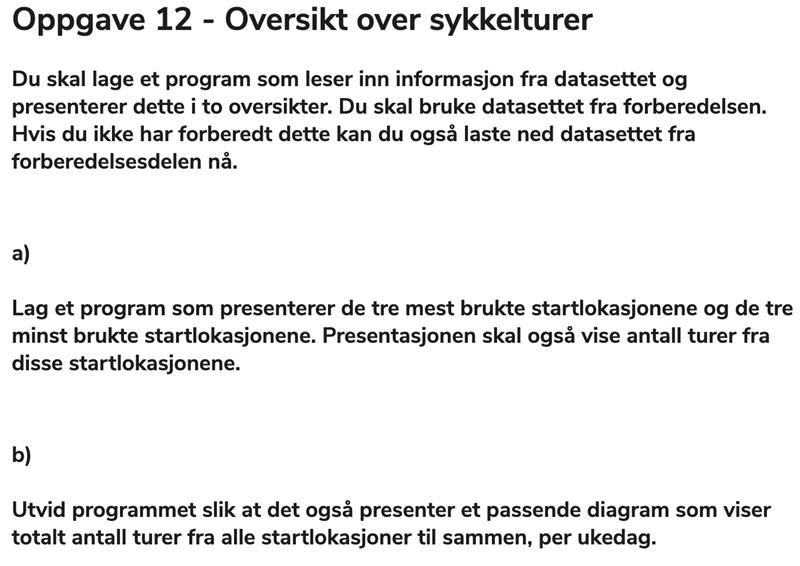 Oppgave 12 - Oversikt over sykkelturer
Du skal lage et program som leser inn informasjon fra datasettet og
presenterer dette i to oversikter. Du skal bruke datasettet fra forberedelsen.
Hvis du ikke har forberedt dette kan du også laste ned datasettet fra
forberedelsesdelen nå.
a)
Lag et program som presenterer de tre mest brukte startlokasjonene og de tre
minst brukte startlokasjonene. Presentasjonen skal også vise antall turer fra
disse startlokasjonene.
b)
Utvid programmet slik at det også presenter et passende diagram som viser
totalt antall turer fra alle startlokasjoner til sammen, per ukedag.